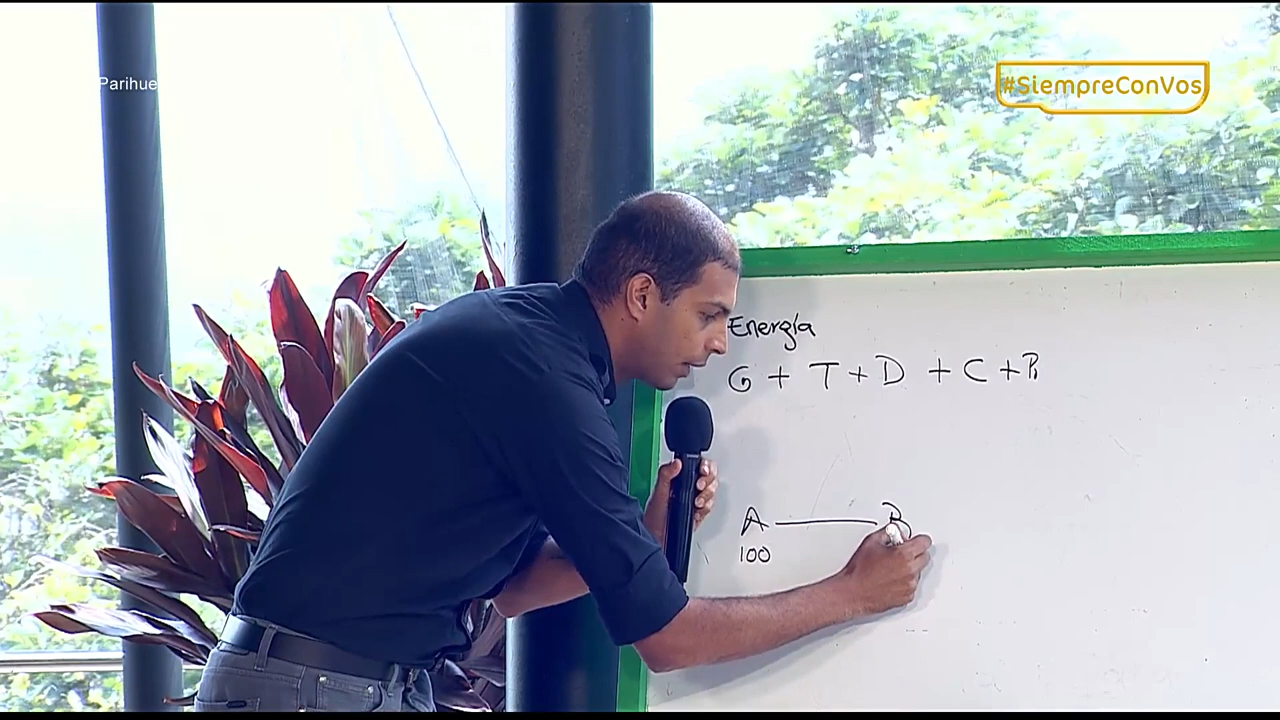 Parihue
#SiempreConVos
Energía
G + T + D + C + Pi
A — B
100